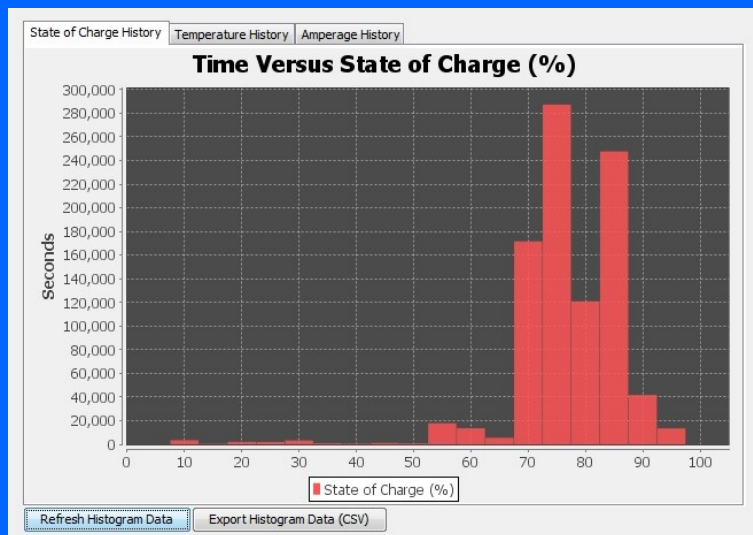 State of Charge History Temperature History Amperage History
Time Versus State of Charge (%)
Seconds
300,000
280,000
260,000
240,000
220,000
200,000
180,000
160,000
140,000
120,000
100,000
80,000
60,000
40,000
20,000
0
0 10 20 30 40 50 60 70 80 90 100
State of Charge (%)
Refresh Histogram Data Export Histogram Data (CSV)